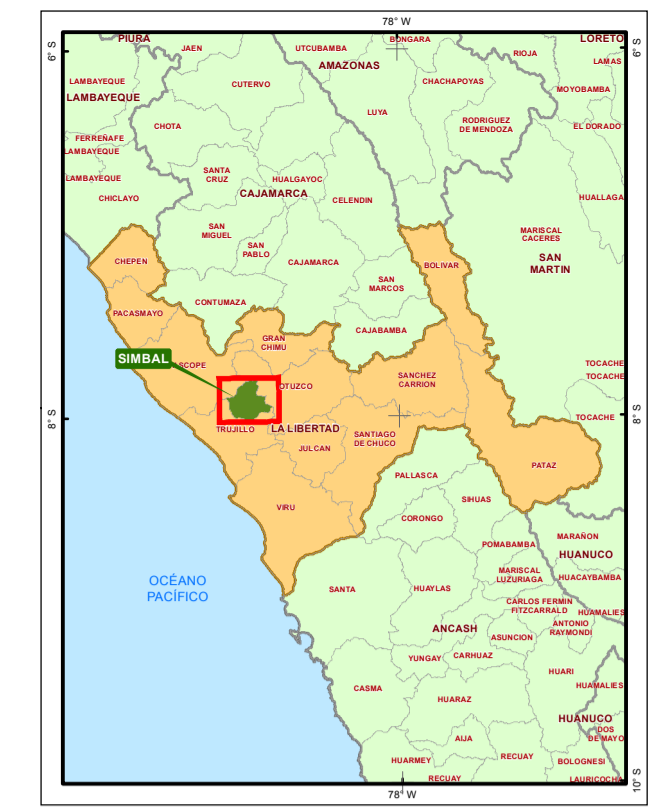 78° W
PIURA
JAEN
UTCUBAMBA
BONGARA
LORETO
6° S
6° S
RIOJA
LAMAS
AMAZONAS
LAMBAYEQUE
CUTERVO
CHACHAPOYAS
MOYOBAMBA
LAMBAYEQUE
LUYA
CHOTA
RODRIGUEZ
DE MENDOZA
EL DORADO
FERREÑAFE
LAMBAYEQUE
SANTA
CRUZ
HUALGAYOC
LAMBAYEQUE
CAJAMARCA
CHICLAYO
CELENDIN
HUALLAGA
SAN
MIGUEL
MARISCAL
CACERES
SAN
PABLO
CHEPEN
CAJAMARCA
BOLIVAR
SAN
MARTIN
SAN
MARCOS
CONTUMAZA
PACASMAYO
CAJABAMBA
GRAN
CHIMU
SIMBAL
SCOPE
TOCACHE
TOCACHE
SANCHEZ
CARRION
OTUZCO
8° S
8° S
TOCACHE
TRUJILLO
LA LIBERTAD
SANTIAGO
DE CHUCO
JULCAN
PATAZ
PALLASCA
SIHUAS
VIRU
CORONGO
MARAÑON
POMABAMBA
HUANUCO
OCÉANO
PACÍFICO
MARISCAL
LUZURIAGA
HUACAYBAMBA
SANTA
HUAYLAS
CARLOS FERMIN
FITZCARRALD
HUAMALIES
ANTONIO
RAYMONDI
ANCASH
ASUNCION
YUNGAY
CARHUAZ
HUARI
CASMA
HUAMALIES
HUARAZ
HUANUCO
DOS
DE MAYO
AIJA
HUARMEY
RECUAY
BOLOGNESI
RECUAY
LAURICOCHA
10° S
78° W